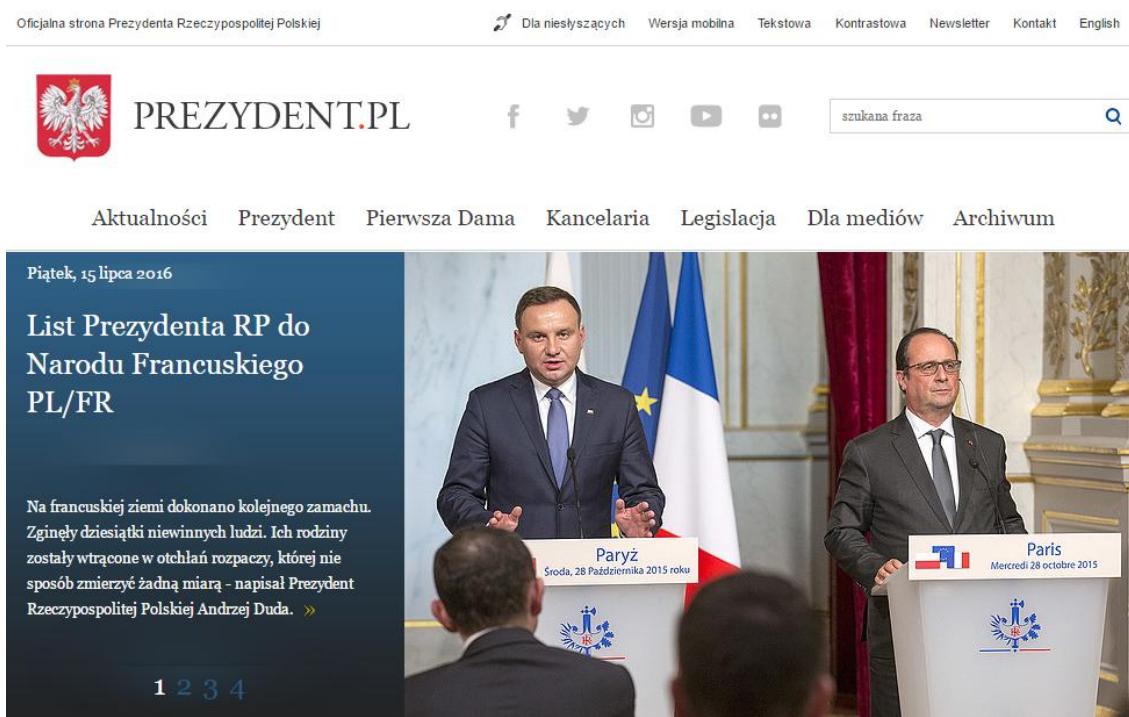 Oficjalna strona Prezydenta Rzeczypospolitej Polskiej
Dla niesłyszących Wersja mobilna Tekstowa Kontrastowa Newsletter Kontakt English
PREZYDENT.PL
szukana fraza
Aktualności Prezydent Pierwsza Dama Kancelaria Legislacja Dla mediów Archiwum
Piątek, 15 lipca 2016
List Prezydenta RP do
Narodu Francuskiego
PL/FR
Na francuskiej ziemi dokonano kolejnego zamachu.
Zginęły dziesiątki niewinnych ludzi. Ich rodziny
zostały wtrącone w otchłań rozpaczy, której nie
sposób zmierzyć żadną miarą - napisał Prezydent
Rzeczypospolitej Polskiej Andrzej Duda. »
1 2 3 4
Paryż
Środa, 28 Października 2015 roku
Paris
Mercredi 28 octobre 2015